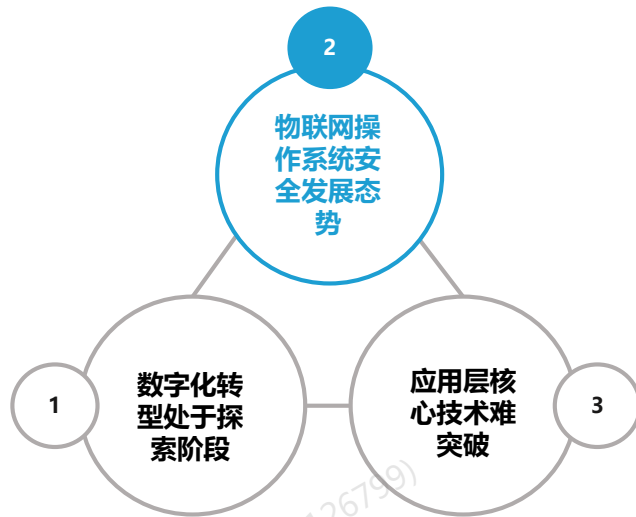 2
物联网操
作系统安
全发展态
势
1
数字化转
型处于探
索阶段
应用层核
心技术难
突破
3
126799)